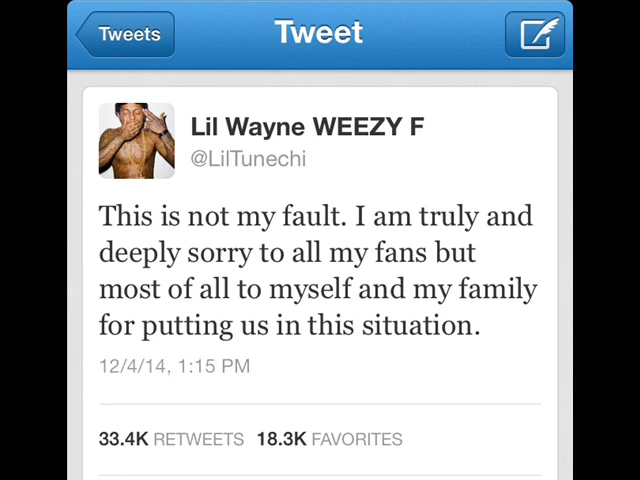 Tweets
Tweet
Lil Wayne WEEZY F
@LilTunechi
This is not my fault. I am truly and
deeply sorry to all my fans but
most of all to myself and my family
for putting us in this situation.
12/4/14, 1:15 PM
33.4K RETWEETS 18.3K FAVORITES